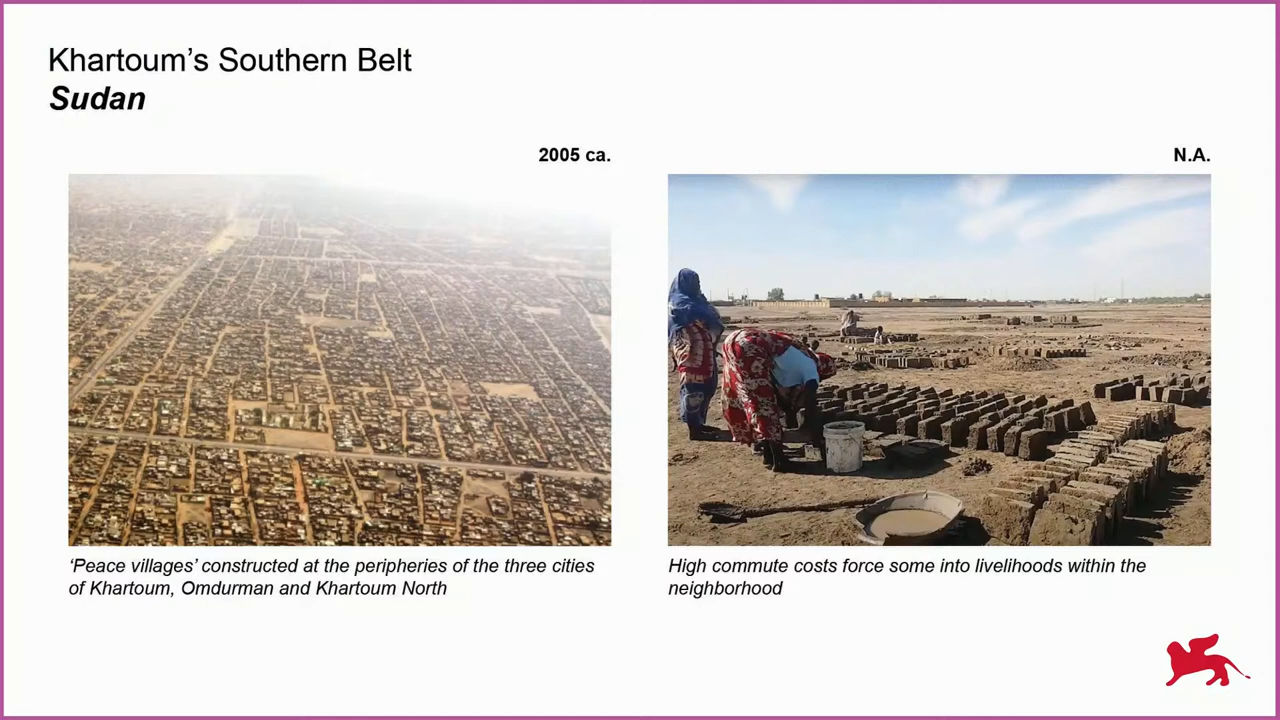 Khartoum’s Southern Belt
Sudan
2005 ca.
N.A.
‘Peace villages’ constructed at the peripheries of the three cities
of Khartoum, Omdurman and Khartoum North
High commute costs force some into livelihoods within the
neighborhood